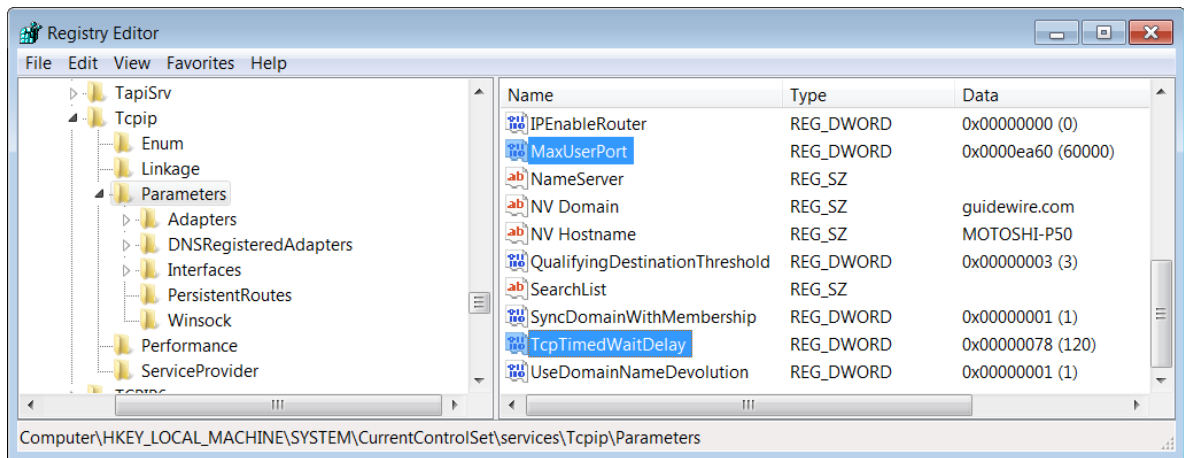 Registry Editor
File Edit View Favorites Help
TapiSrv
Tcpip
Enum
Linkage
Parameters
Adapters
DNSRegisteredAdapters
Interfaces
PersistentRoutes
Winsock
Performance
ServiceProvider
TCPIP6
Name Type Data
IPEnableRouter REG_DWORD 0x00000000 (0)
MaxUserPort REG_DWORD 0x0000ea60 (60000)
NameServer REG_SZ
NV Domain REG_SZ guidewire.com
NV Hostname REG_SZ MOTOSHI-P50
QualifyingDestinationThreshold REG_DWORD 0x00000003 (3)
SearchList REG_SZ
SyncDomainWithMembership REG_DWORD 0x00000001 (1)
TcpTimedWaitDelay REG_DWORD 0x00000078 (120)
UseDomainNameDevolution REG_DWORD 0x00000001 (1)
Computer\HKEY_LOCAL_MACHINE\SYSTEM\CurrentControlSet\services\Tcpip\Parameters